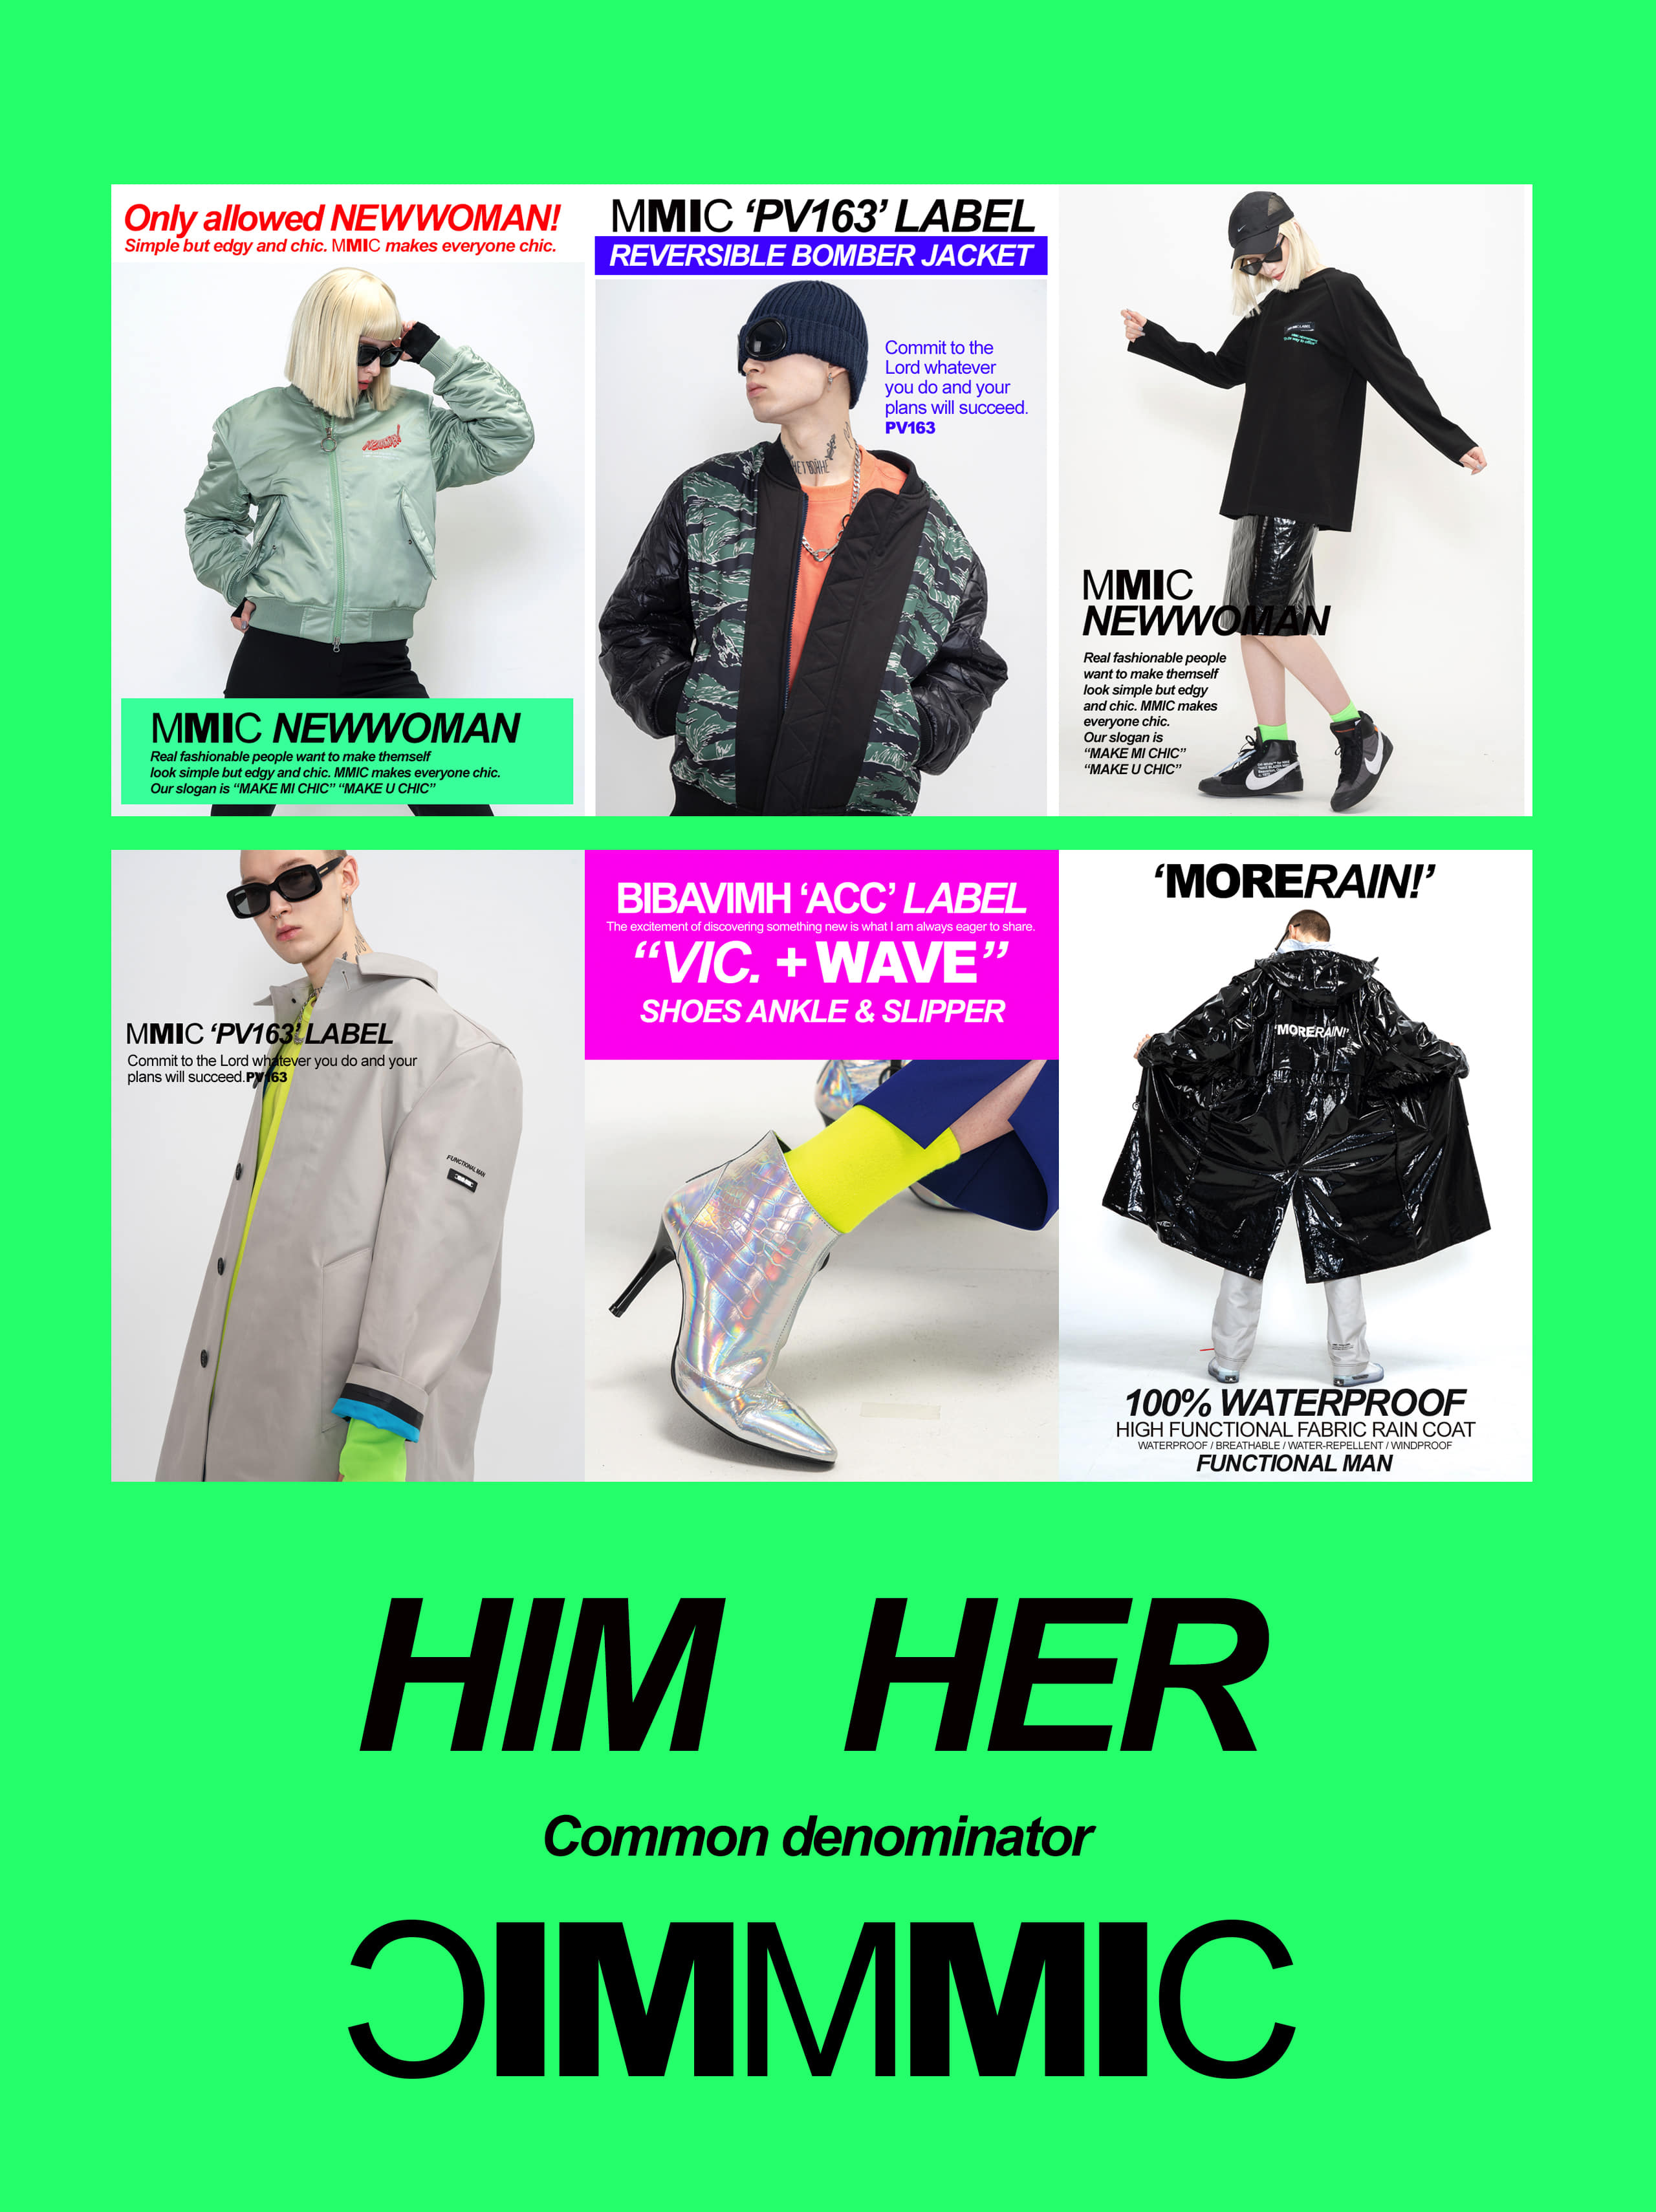 Only allowed NEWWOMAN!
Simple but edgy and chic. MMIC makes everyone chic.
MMIC NEWWOMAN
Real fashionable people want to make themself
look simple but edgy and chic. MMIC makes everyone chic.
Our slogan is “MAKE MI CHIC” “MAKE U CHIC”
MMIC ‘PV163’ LABEL
REVERSIBLE BOMBER JACKET
Commit to the
Lord whatever
you do and your
plans will succeed.
PV163
MMIC
NEWWOMAN
Real fashionable people
want to make themself
look simple but edgy
and chic. MMIC makes
everyone chic.
Our slogan is
“MAKE MI CHIC”
“MAKE U CHIC”
MMIC ‘PV163’ LABEL
Commit to the Lord whatever you do and your
plans will succeed.PV163
FUNCTIONAL MAN
BIBAVIMH ‘ACC’ LABEL
The excitement of discovering something new is what I am always eager to share.
“VIC. + WAVE”
SHOES ANKLE & SLIPPER
‘MORERAIN!’
‘MORERAIN!’
100% WATERPROOF
HIGH FUNCTIONAL FABRIC RAIN COAT
WATERPROOF / BREATHABLE / WATER-REPELLENT / WINDPROOF
FUNCTIONAL MAN
HIM HER
Common denominator
ƆIMMMIC